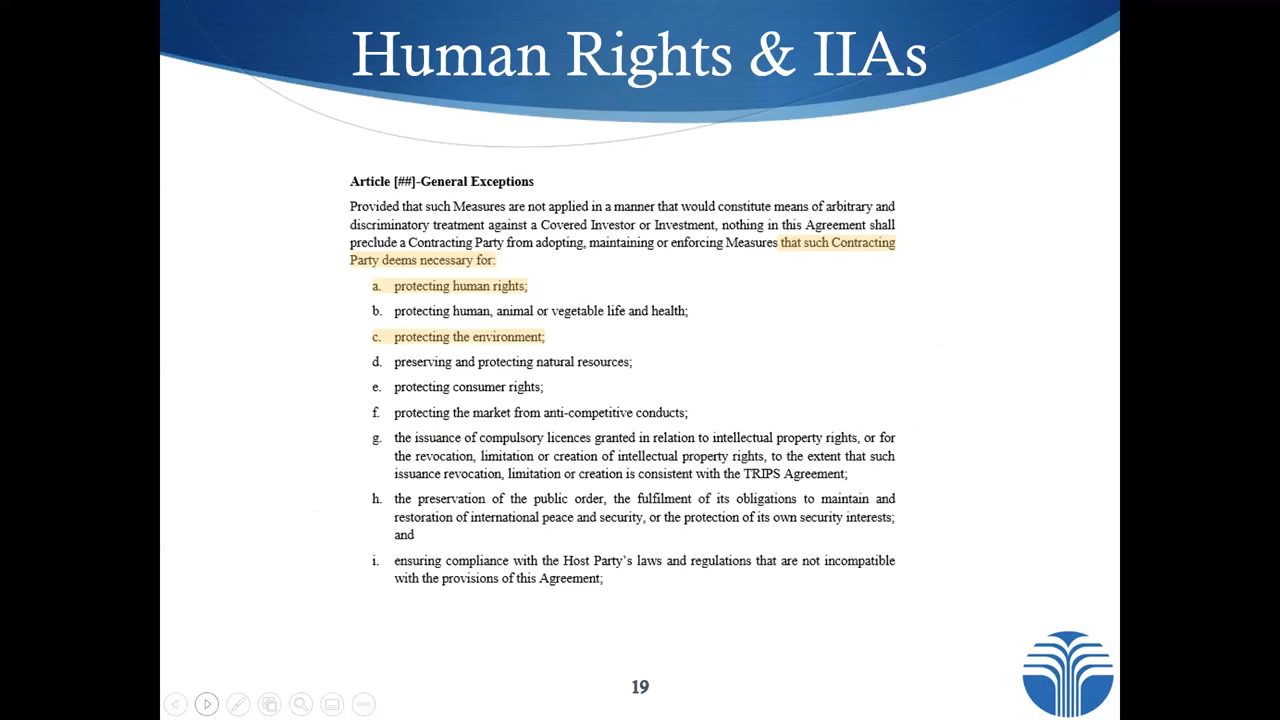 Human Rights & IIAs
Article [##]-General Exceptions
Provided that such Measures are not applied in a manner that would constitute means of arbitrary and
discriminatory treatment against a Covered Investor or Investment, nothing in this Agreement shall
preclude a Contracting Party from adopting, maintaining or enforcing Measures that such Contracting
Party deems necessary for:
a. protecting human rights;
b. protecting human, animal or vegetable life and health;
c. protecting the environment;
d. preserving and protecting natural resources;
e. protecting consumer rights;
f. protecting the market from anti-competitive conducts;
g. the issuance of compulsory licences granted in relation to intellectual property rights, or for
the revocation, limitation or creation of intellectual property rights, to the extent that such
issuance revocation, limitation or creation is consistent with the TRIPS Agreement;
h. the preservation of the public order, the fulfilment of its obligations to maintain and
restoration of international peace and security, or the protection of its own security interests;
and
i. ensuring compliance with the Host Party's laws and regulations that are not incompatible
with the provisions of this Agreement;
19